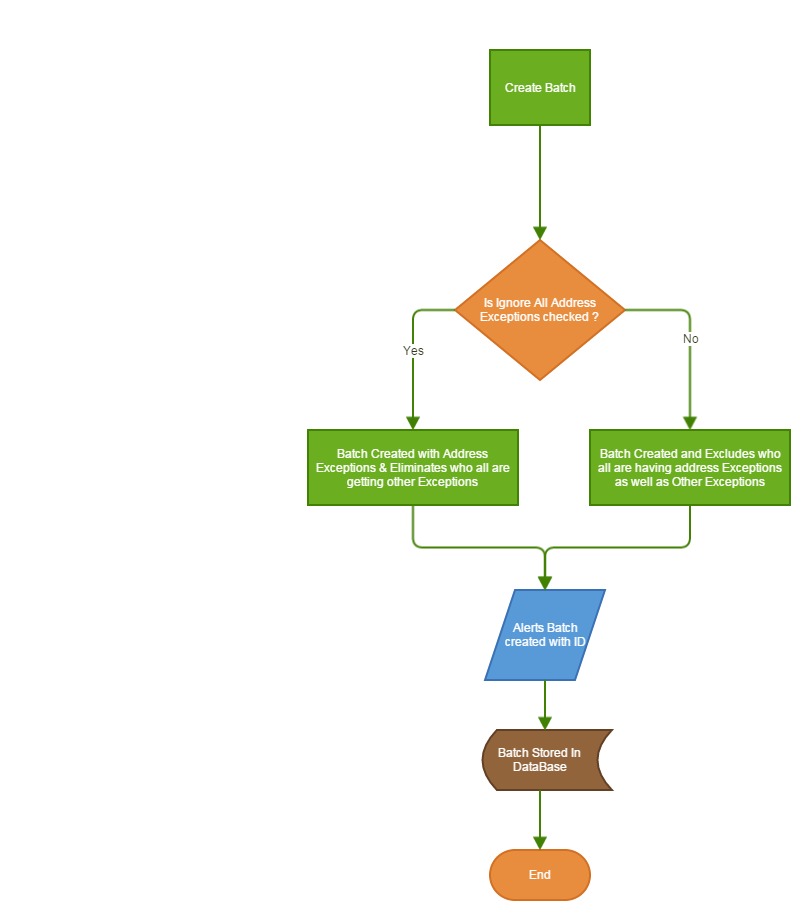 Create Batch
Is Ignore All Address
Exceptions checked ?
Yes
No
Batch Created with Address
Exceptions & Eliminates who all are
getting other Exceptions
Batch Created and Excludes who
all are having address Exceptions
as well as Other Exceptions
Alerts Batch
created with ID
Batch Stored In
DataBase
End